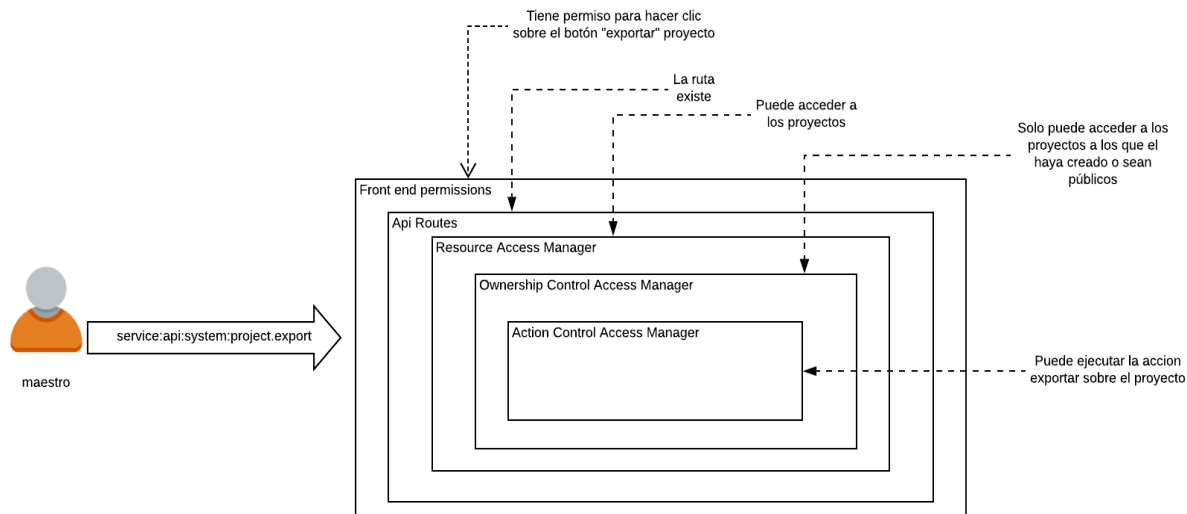 Tiene permiso para hacer clic
sobre el botón "exportar" proyecto
La ruta
existe
Puede acceder a
los proyectos
Solo puede acceder a los
proyectos a los que el
haya creado o sean
públicos
Front end permissions
Api Routes
Resource Access Manager
Ownership Control Access Manager
Action Control Access Manager
service:api:system:project.export
maestro
Puede ejecutar la accion
exportar sobre el proyecto